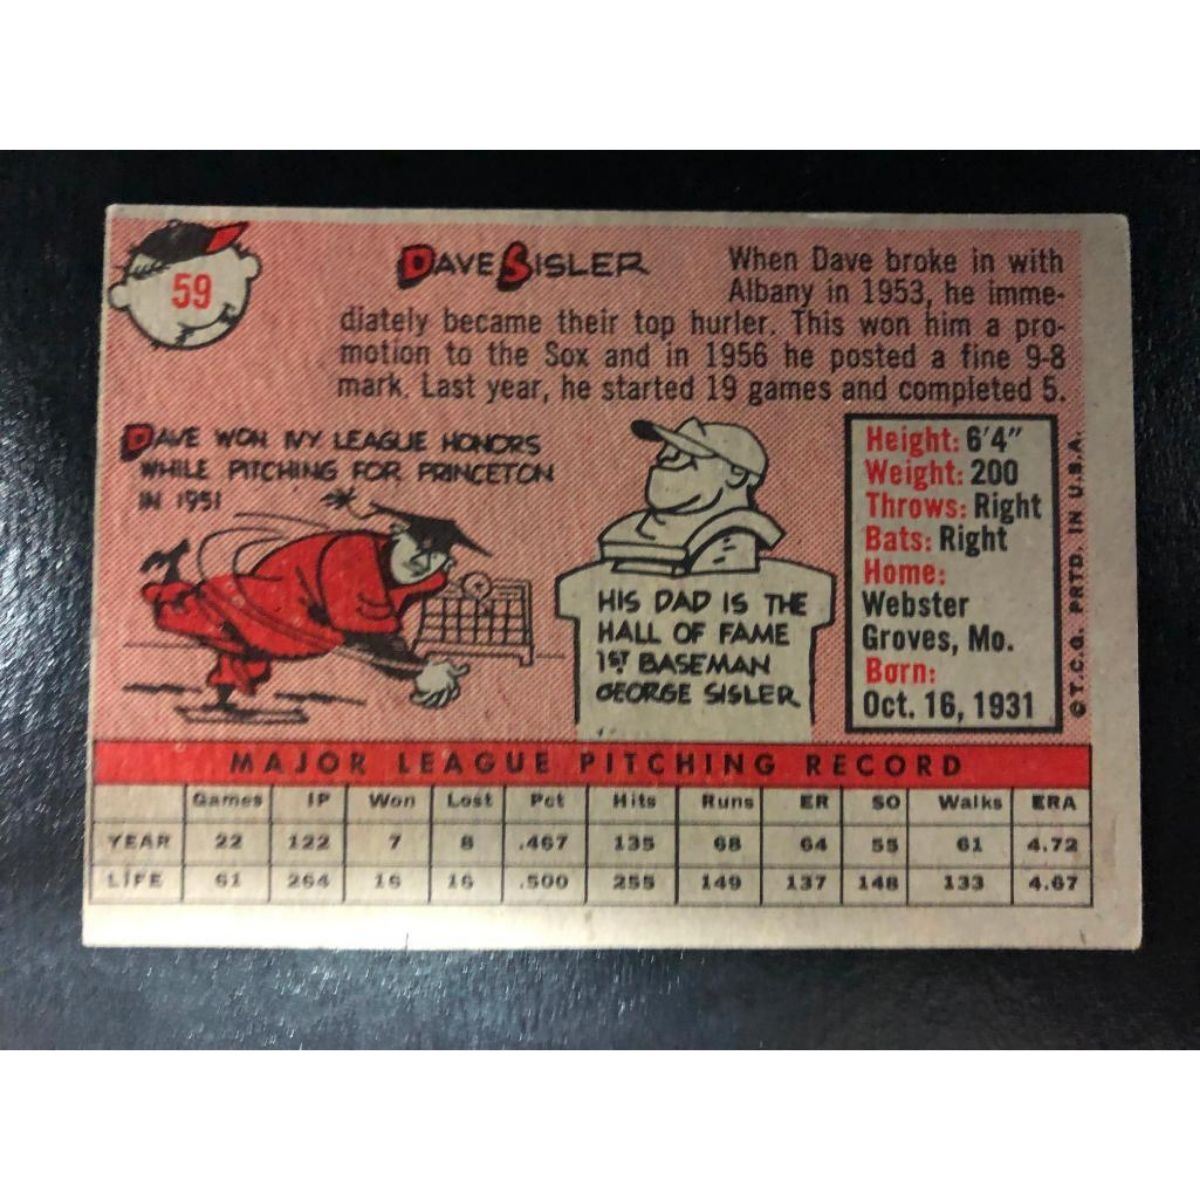 59
DAVE SISLER
When Dave broke in with
Albany in 1953, he imme-
diately became their top hurler. This won him a pro-
motion to the Sox and in 1956 he posted a fine 9-8
mark. Last year, he started 19 games and completed 5.
DAVE WON IVY LEAGUE HONORS
WHILE PITCHING FOR PRINCETON
IN 1951
HIS DAD IS THE
HALL OF FAME
1ST BASEMAN
GEORGE SISLER
Height: 6'4"
Weight: 200
Throws: Right
Bats: Right
Home:
Webster
Groves, Mo.
Born:
Oct. 16, 1931
©T.C.G. PRTD. IN U.S.A.
MAJOR LEAGUE PITCHING RECORD
Games IP Won Lost Pct Hits Runs ER SO Walks ERA
YEAR 22 122 7 8 .467 135 68 64 55 61 4.72
LIFE 61 264 16 16 .500 255 149 137 148 133 4.67